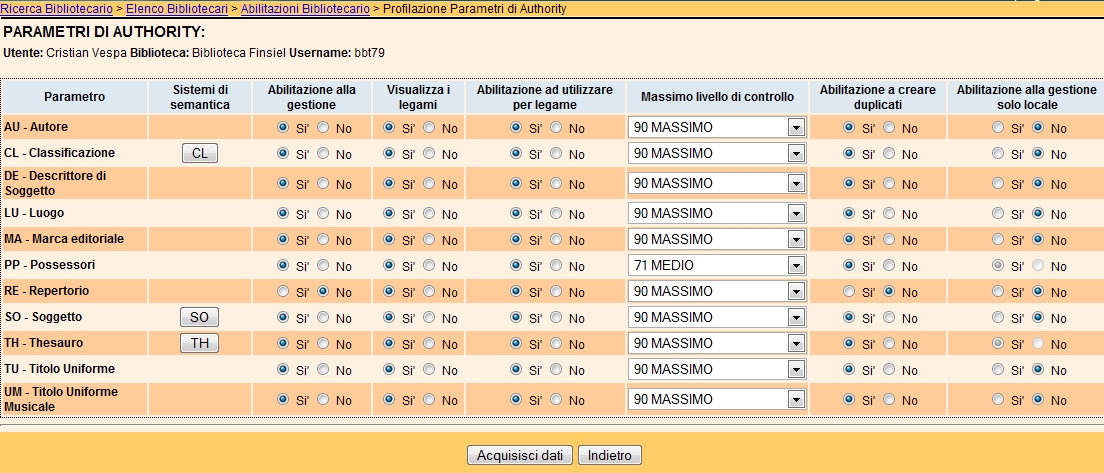 Ricerca Bibliotecario > Elenco Bibliotecari > Abilitazioni Bibliotecario > Profilazione Parametri di Authority
PARAMETRI DI AUTHORITY:
Utente: Cristian Vespa Biblioteca: Biblioteca Finsiel Username: bbt79
Parametro Sistemi di semantica Abilitazione alla gestione Visualizza i legami Abilitazione ad utilizzare per legame Massimo livello di controllo Abilitazione a creare duplicati Abilitazione alla gestione solo locale
AU - Autore Si' No Si' No Si' No 90 MASSIMO Si' No Si' No
CL - Classificazione CL Si' No Si' No Si' No 90 MASSIMO Si' No Si' No
DE - Descrittore di Soggetto Si' No Si' No Si' No 90 MASSIMO Si' No Si' No
LU - Luogo Si' No Si' No Si' No 90 MASSIMO Si' No Si' No
MA - Marca editoriale Si' No Si' No Si' No 90 MASSIMO Si' No Si' No
PP - Possessori Si' No Si' No Si' No 71 MEDIO Si' No Si' No
RE - Repertorio Si' No Si' No Si' No 90 MASSIMO Si' No Si' No
SO - Soggetto SO Si' No Si' No Si' No 90 MASSIMO Si' No Si' No
TH - Thesauro TH Si' No Si' No Si' No 90 MASSIMO Si' No Si' No
TU - Titolo Uniforme Si' No Si' No Si' No 90 MASSIMO Si' No Si' No
UM - Titolo Uniforme Musicale Si' No Si' No Si' No 90 MASSIMO Si' No Si' No
Acquisisci dati Indietro